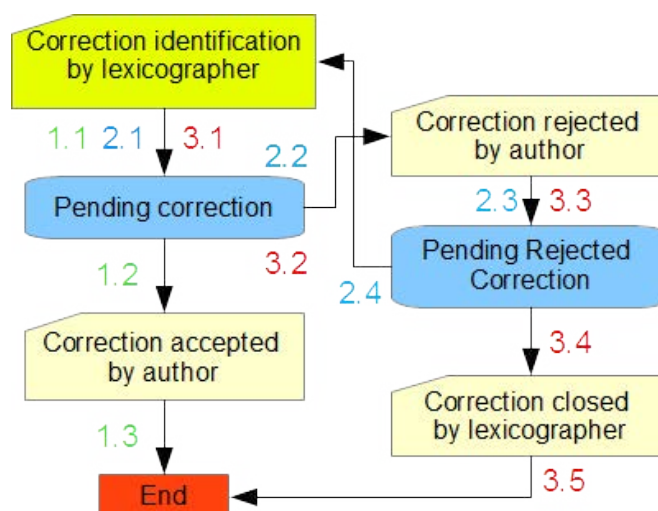 Correction identification
by lexicographer
1.1 2.1 3.1
2.2
Correction rejected
by author
Pending correction
2.3 3.3
1.2
3.2
2.4
Pending Rejected
Correction
Correction accepted
by author
3.4
Correction closed
by lexicographer
1.3
End
3.5